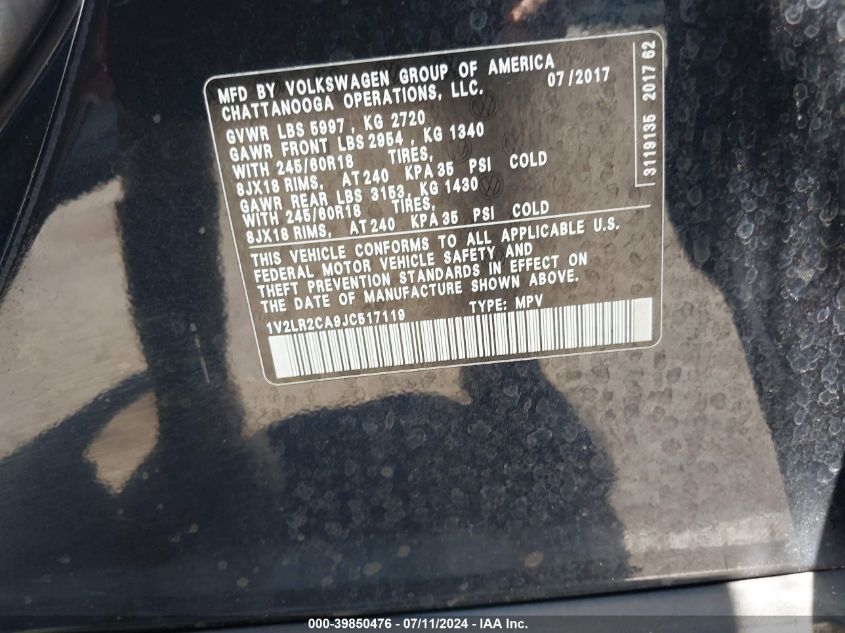 MFD BY VOLKSWAGEN GROUP OF AMERICA
CHATTANOOGA OPERATIONS, LLC. 07/2017
GVWR LBS 5997 , KG 2720
GAWR FRONT LBS 2954 , KG 1340
WITH 245/60R18 TIRES,
8JX18 RIMS, AT 240 KPA 35 PSI COLD
GAWR REAR LBS 3153, KG 1430
WITH 245/60R18 TIRES,
8JX18 RIMS, AT 240 KPA 35 PSI COLD
THIS VEHICLE CONFORMS TO ALL APPLICABLE U.S.
FEDERAL MOTOR VEHICLE SAFETY AND
THEFT PREVENTION STANDARDS IN EFFECT ON
THE DATE OF MANUFACTURE SHOWN ABOVE.
1V2LR2CA9JC517119 TYPE: MPV
3119135 2017 62
000-39850476 - 07/11/2024 - IAA Inc.